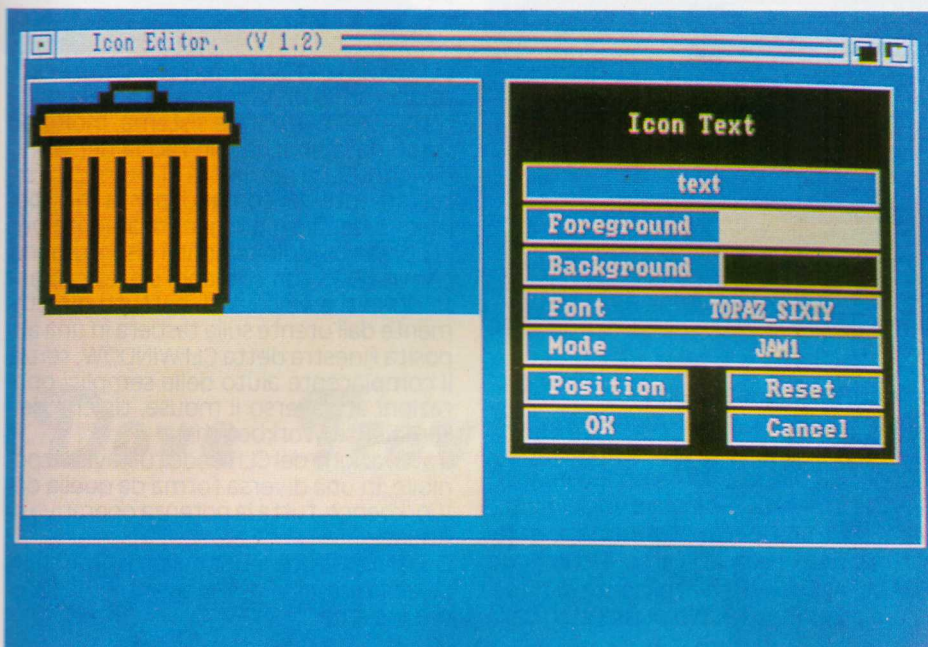 Icon Editor. (V 1.2)
Icon Text
text
Foreground
Background
Font TOPAZ_SIXTY
Mode JAM1
Position Reset
OK Cancel